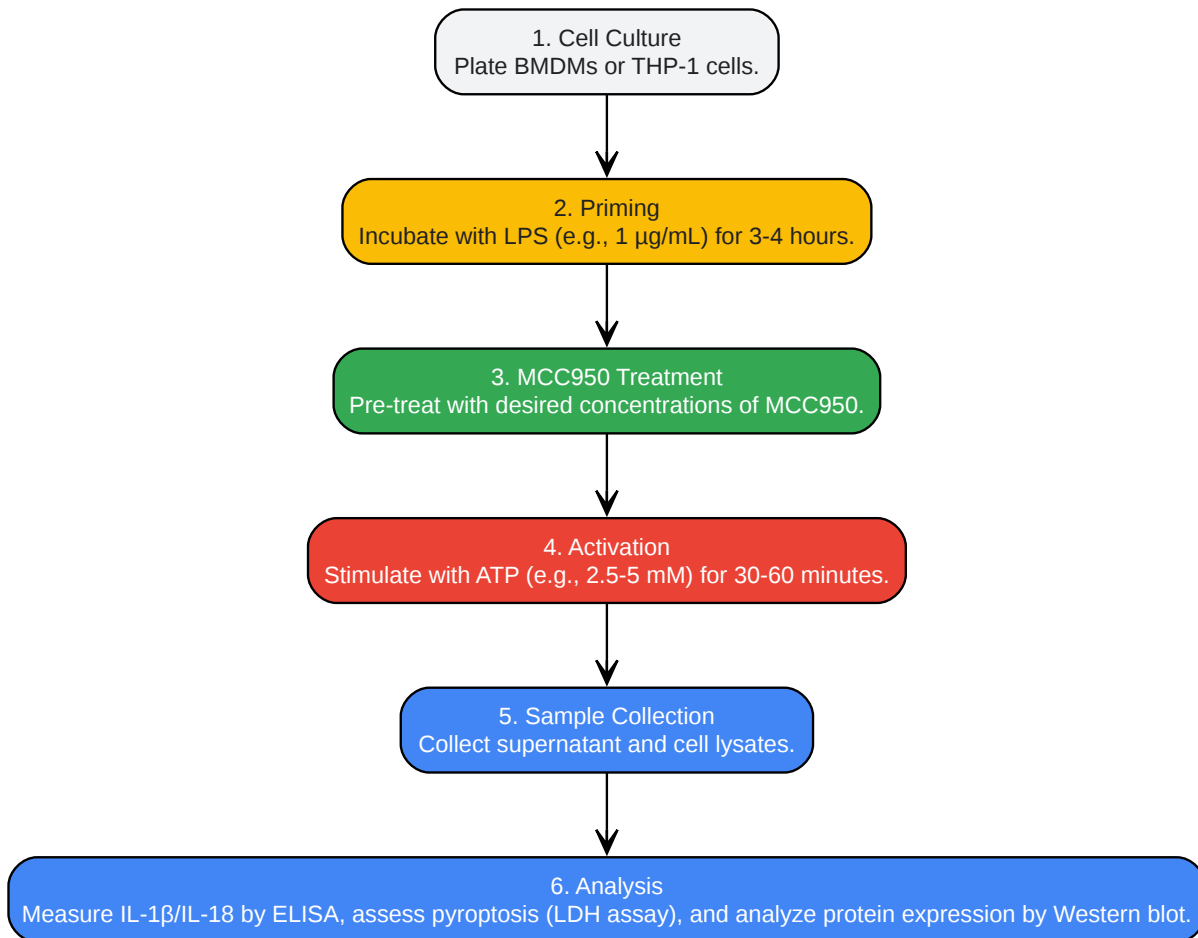 1. Cell Culture
Plate BMDMs or THP-1 cells.
2. Priming
Incubate with LPS (e.g., 1 µg/mL) for 3-4 hours.
3. MCC950 Treatment
Pre-treat with desired concentrations of MCC950.
4. Activation
Stimulate with ATP (e.g., 2.5-5 mM) for 30-60 minutes.
5. Sample Collection
Collect supernatant and cell lysates.
6. Analysis
Measure IL-1β/IL-18 by ELISA, assess pyroptosis (LDH assay), and analyze protein expression by Western blot.